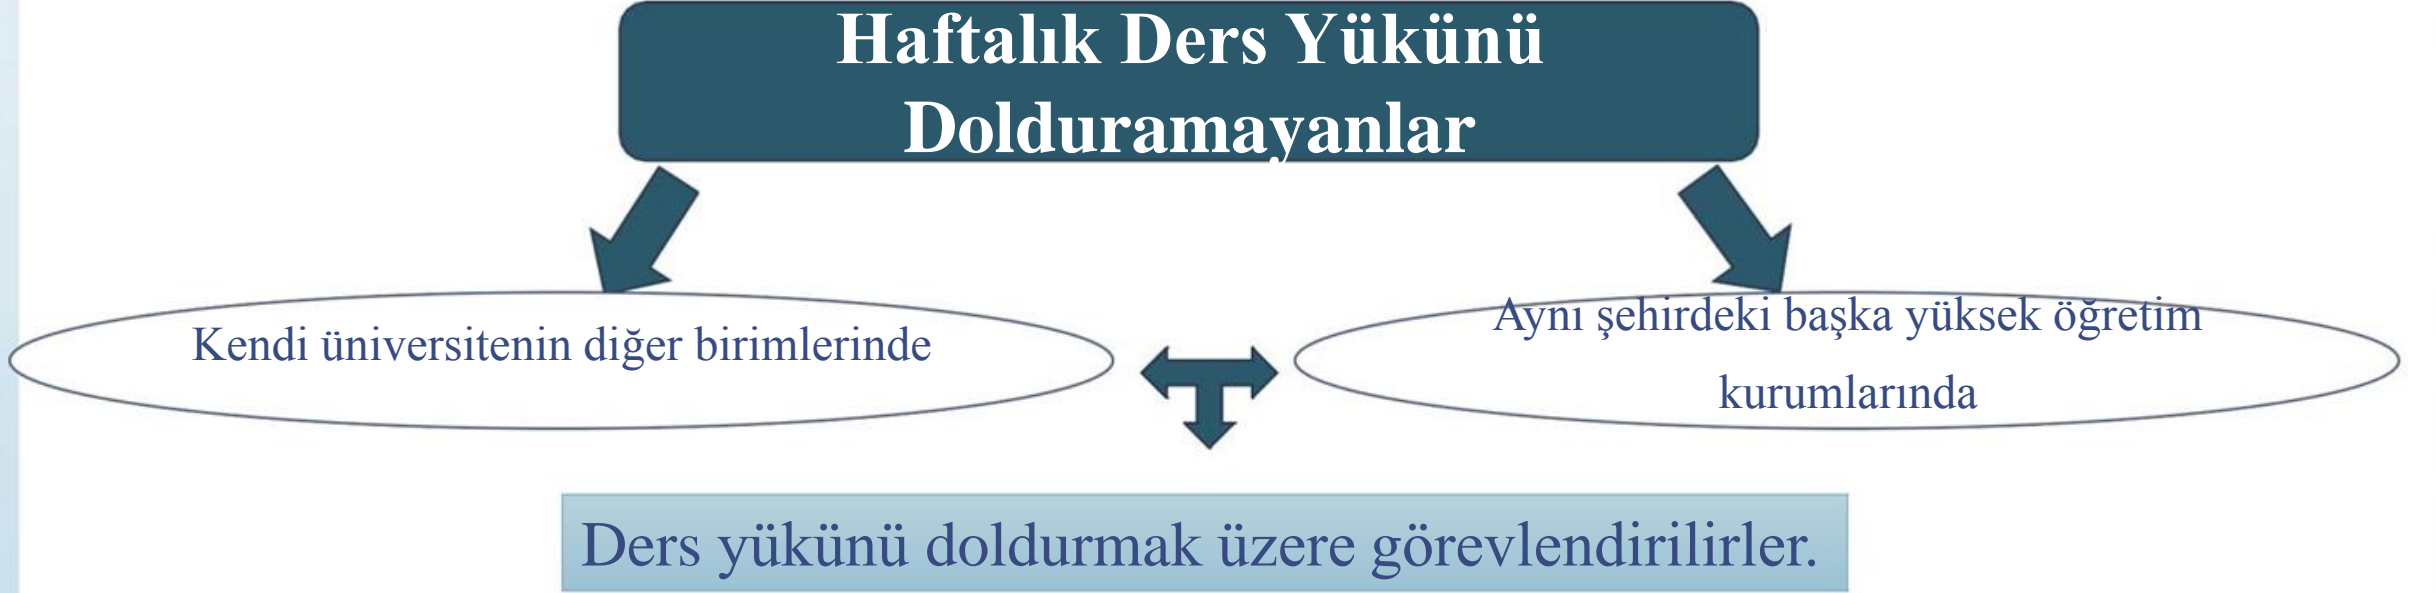 Haftalık Ders Yükünü
Dolduramayanlar
Kendi üniversitenin diğer birimlerinde
Aynı şehirdeki başka yüksek öğretim
kurumlarında
Ders yükünü doldurmak üzere görevlendirilirler.